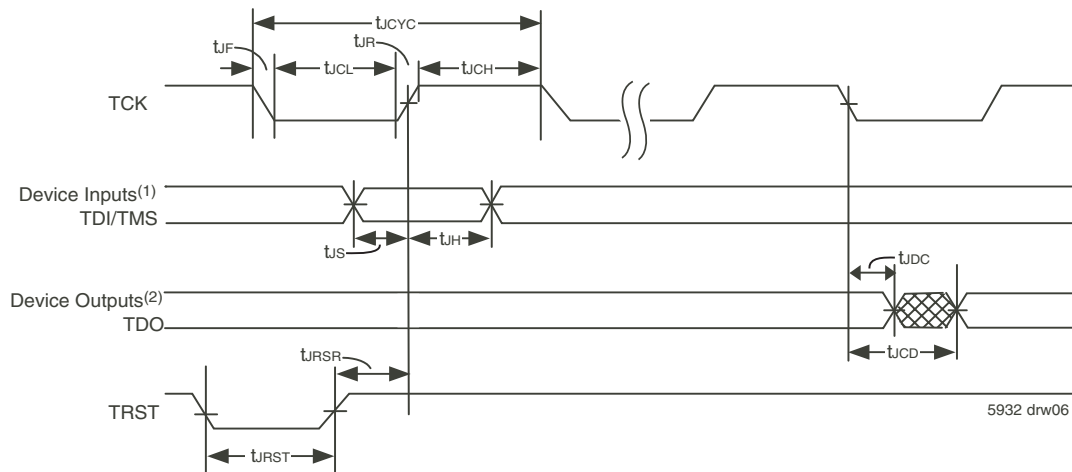 tJCYC
tJF
tJR
tJCL
tJCH
TCK
Device Inputs(1)
TDI/TMS
tJS
tJH
tJDC
Device Outputs(2)
TDO
tJCD
tJRSR
TRST
5932 drw06
tJRST